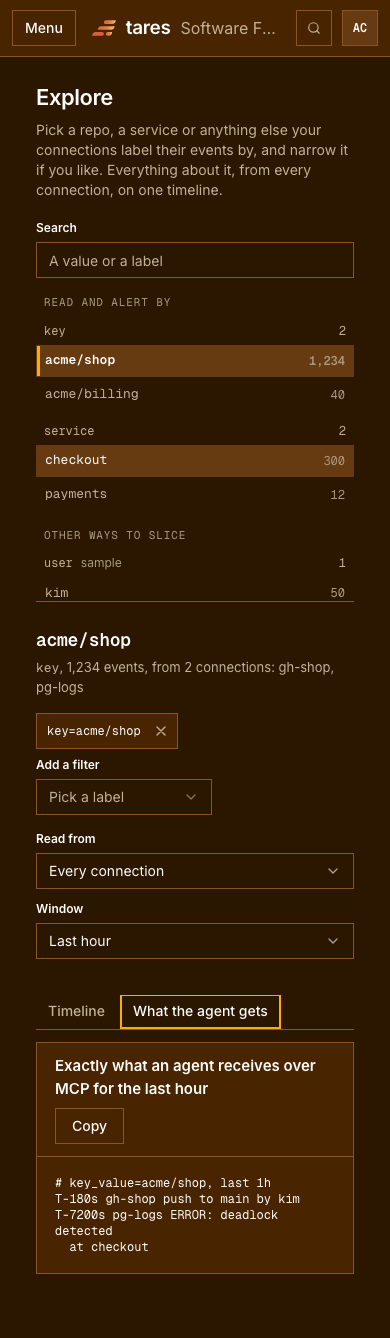 Menu
tares
Software F...
AC
Explore
Pick a repo, a service or anything else your
connections label their events by, and narrow it
if you like. Everything about it, from every
connection, on one timeline.
Search
A value or a label
READ AND ALERT BY
key 2
acme/shop 1,234
acme/billing 40
service 2
checkout 300
payments 12
OTHER WAYS TO SLICE
user sample 1
kim 50
acme/shop
key, 1,234 events, from 2 connections: gh-shop,
pg-logs
key=acme/shop
Add a filter
Pick a label
Read from
Every connection
Window
Last hour
Timeline
What the agent gets
Exactly what an agent receives over
MCP for the last hour
Copy
# key_value=acme/shop, last 1h
T-180s gh-shop push to main by kim
T-7200s pg-logs ERROR: deadlock
detected
at checkout